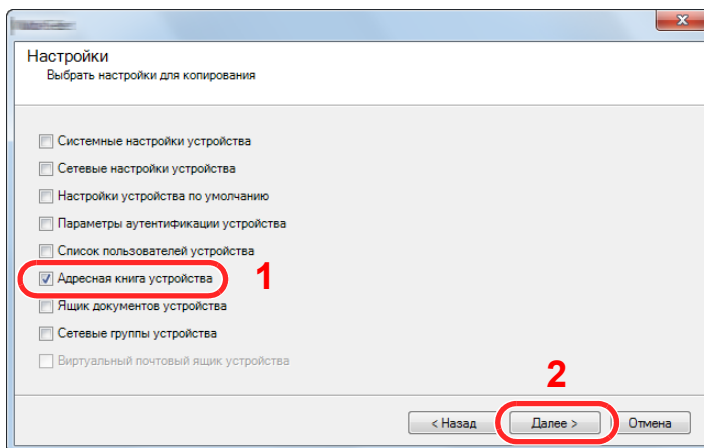 Настройки
Выбрать настройки для копирования
Системные настройки устройства
Сетевые настройки устройства
Настройки устройства по умолчанию
Параметры аутентификации устройства
Список пользователей устройства
Адресная книга устройства 1
Ящик документов устройства
Сетевые группы устройства
Виртуальный почтовый ящик устройства
2
< Назад Далее > Отмена